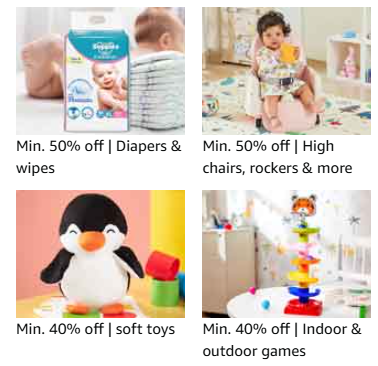 Min. 50% off | Diapers &
wipes
Min. 50% off | High
chairs, rockers & more
Min. 40% off | soft toys
Min. 40% off | Indoor &
outdoor games